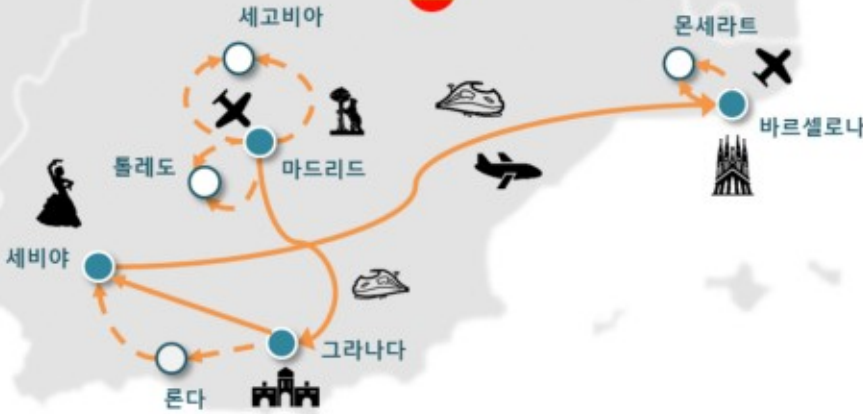 세고비아
몬세라트
바르셀로나
톨레도
마드리드
세비야
그라나다
론다